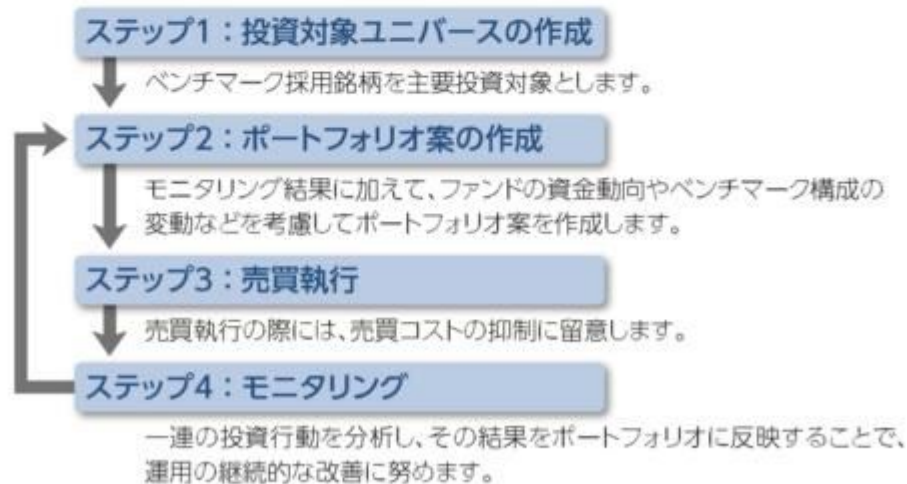 ステップ1：投資対象ユニバースの作成
ベンチマーク採用銘柄を主要投資対象とします。
ステップ2：ポートフォリオ案の作成
モニタリング結果に加えて、ファンドの資金動向やベンチマーク構成の
変動などを考慮してポートフォリオ案を作成します。
ステップ3：売買執行
売買執行の際には、売買コストの抑制に留意します。
ステップ4：モニタリング
一連の投資行動を分析し、その結果をポートフォリオに反映することで、
運用の継続的な改善に努めます。